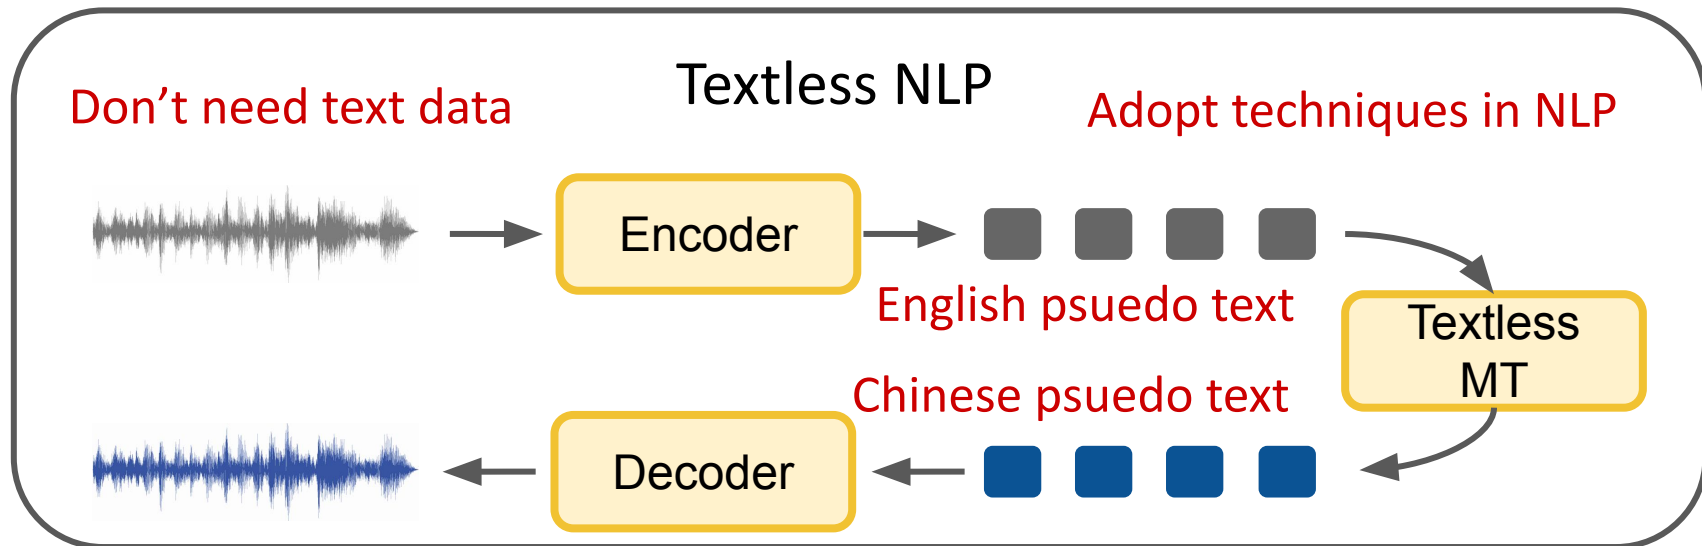 Textless NLP
Don't need text data
Adopt techniques in NLP
Encoder
English psuedo text
Textless
MT
Chinese psuedo text
Decoder